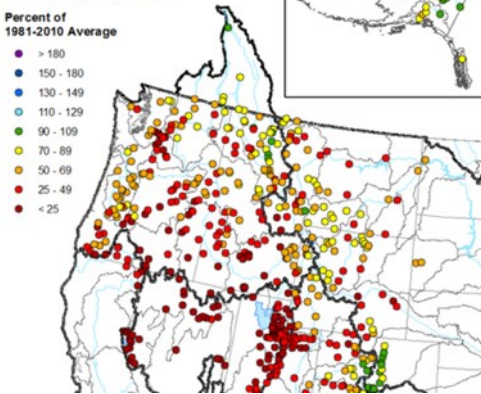 Percent of
1981-2010 Average
> 180
150 - 180
130 - 149
110 - 129
90 - 109
70 - 89
50 - 69
25 - 49
< 25